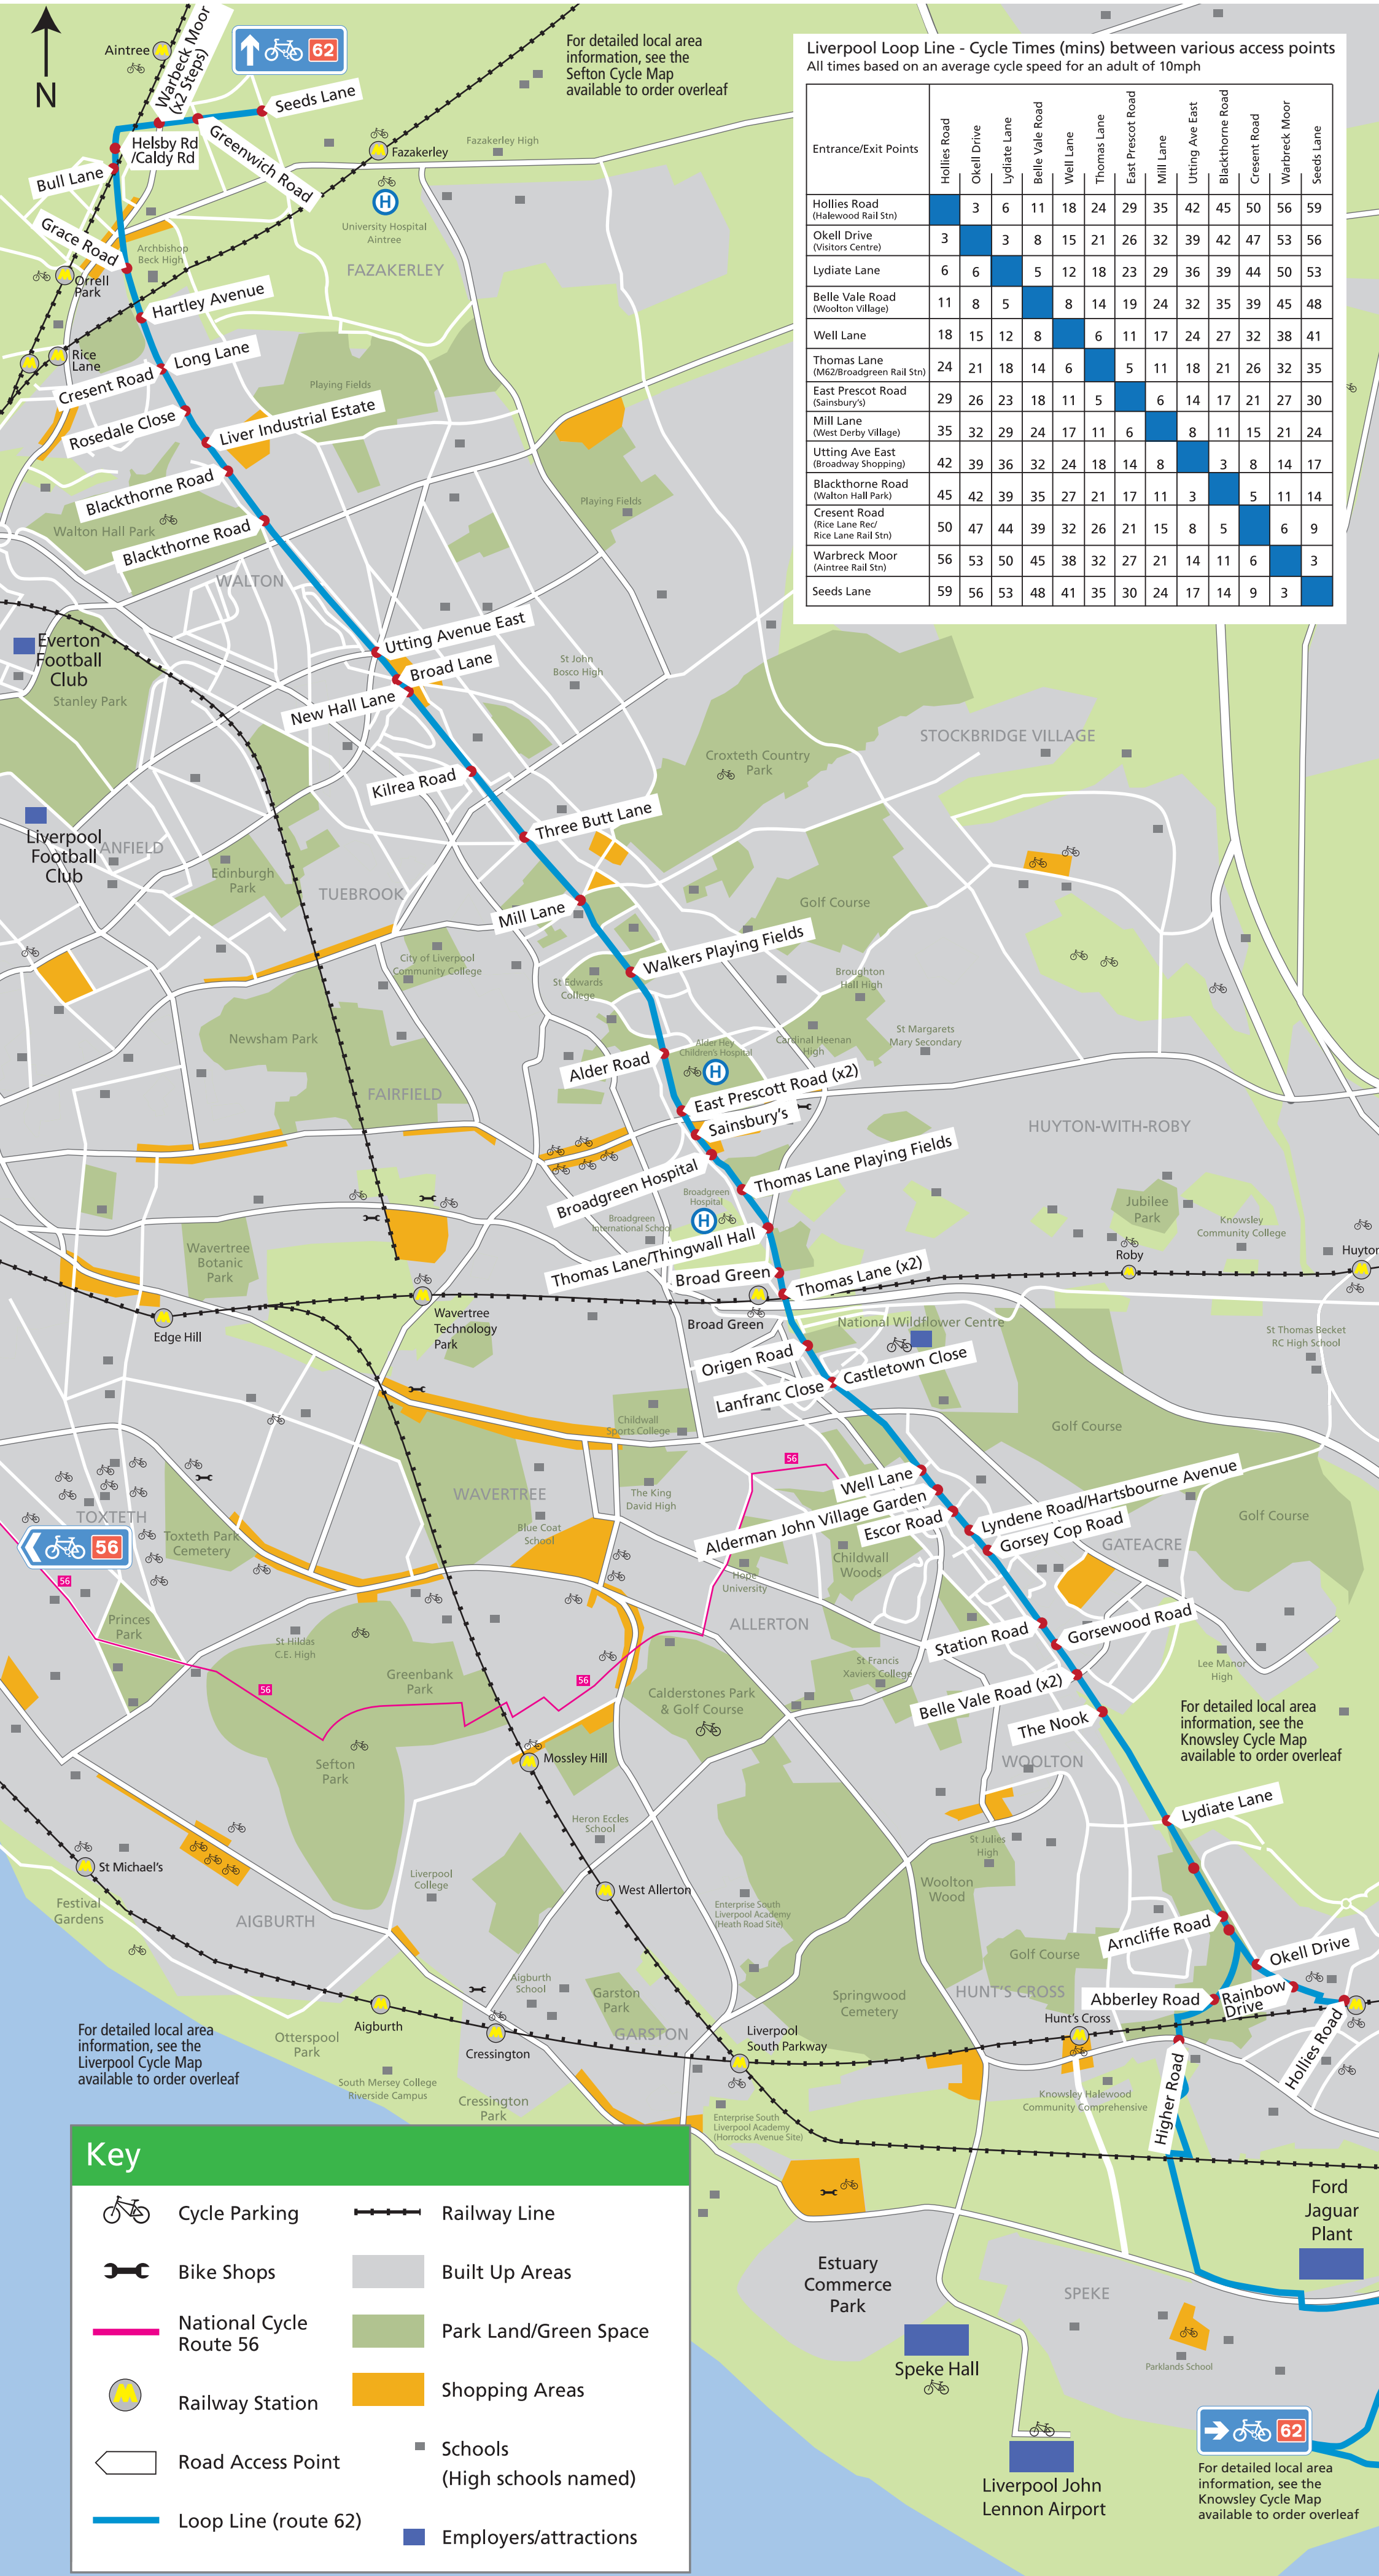 Aintree
Warbeck Moor
(x2 Steps)
62
N
Seeds Lane
Helsby Rd
/Caldy Rd
Greenwich Road
Bull Lane
Grace Road
Fazakerley
Fazakerley High
University Hospital
Aintree
H
FAZAKERLEY
Archbishop
Beck High
Orrell
Park
Hartley Avenue
Rice
Lane
Long Lane
Cresent Road
Playing Fields
Rosedale Close
Liver Industrial Estate
Blackthorne Road
Walton Hall Park
Blackthorne Road
Playing Fields
WALTON
For detailed local area
information, see the
Sefton Cycle Map
available to order overleaf
Liverpool Loop Line - Cycle Times (mins) between various access points
All times based on an average cycle speed for an adult of 10mph
Entrance/Exit Points
Hollies Road
Okell Drive
Lydiate Lane
Belle Vale Road
Well Lane
Thomas Lane
East Prescot Road
Mill Lane
Utting Ave East
Blackthorne Road
Cresent Road
Warbreck Moor
Seeds Lane
Hollies Road
(Halewood Rail Stn)
3 6 11 18 24 29 35 42 45 50 56 59
Okell Drive
(Visitors Centre)
3 3 8 15 21 26 32 39 42 47 53 56
Lydiate Lane
6 6 5 12 18 23 29 36 39 44 50 53
Belle Vale Road
(Woolton Village)
11 8 5 8 14 19 24 32 35 39 45 48
Well Lane
18 15 12 8 6 11 17 24 27 32 38 41
Thomas Lane
(M62/Broadgreen Rail Stn)
24 21 18 14 6 5 11 18 21 26 32 35
East Prescot Road
(Sainsbury's)
29 26 23 18 11 5 6 14 17 21 27 30
Mill Lane
(West Derby Village)
35 32 29 24 17 11 6 8 11 15 21 24
Utting Ave East
(Broadway Shopping)
42 39 36 32 24 18 14 8 3 8 14 17
Blackthorne Road
(Walton Hall Park)
45 42 39 35 27 21 17 11 3 5 11 14
Cresent Road
(Rice Lane Rec/
Rice Lane Rail Stn)
50 47 44 39 32 26 21 15 8 5 6 9
Warbreck Moor
(Aintree Rail Stn)
56 53 50 45 38 32 27 21 14 11 6 3
Seeds Lane
59 56 53 48 41 35 30 24 17 14 9 3
Everton
Football
Club
Stanley Park
Utting Avenue East
Broad Lane
New Hall Lane
St John
Bosco High
Kilrea Road
Croxteth Country
Park
STOCKBRIDGE VILLAGE
Three Butt Lane
Liverpool
Football
Club
ANFIELD
Edinburgh
Park
TUEBROOK
Mill Lane
Golf Course
Walkers Playing Fields
City of Liverpool
Community College
St Edwards
College
Broughton
Hall High
Newsham Park
Alder Hey
Children's Hospital
H
Cardinal Heenan
High
St Margarets
Mary Secondary
Alder Road
FAIRFIELD
East Prescott Road (x2)
Sainsbury's
HUYTON-WITH-ROBY
Broadgreen Hospital
Thomas Lane Playing Fields
Broadgreen
Hospital
H
Broadgreen
International School
Jubilee
Park
Knowsley
Community College
Thomas Lane/Thingwall Hall
Wavertree
Botanic
Park
Roby
Huyton
Broad Green
Thomas Lane (x2)
Edge Hill
Wavertree
Technology
Park
Broad Green
National Wildflower Centre
St Thomas Becket
RC High School
Origen Road
Castletown Close
Lanfranc Close
Childwall
Sports College
Golf Course
56
Well Lane
WAVERTREE
The King
David High
Alderman John Village Garden
Lyndene Road/Hartsbourne Avenue
Escor Road
Gorsey Cop Road
TOXTETH
Toxteth Park
Cemetery
56
56
Blue Coat
School
Golf Course
GATEACRE
Childwall
Woods
Hope
University
ALLERTON
Princes
Park
St Hildas
C.E. High
Station Road
Gorsewood Road
St Francis
Xaviers College
Lee Manor
High
Greenbank
Park
56
56
Belle Vale Road (x2)
Calderstones Park
& Golf Course
The Nook
For detailed local area
information, see the
Knowsley Cycle Map
available to order overleaf
Sefton
Park
Mossley Hill
WOOLTON
Lydiate Lane
Heron Eccles
School
St Julies
High
St Michael's
Liverpool
College
West Allerton
Woolton
Wood
Festival
Gardens
AIGBURTH
Enterprise South
Liverpool Academy
(Heath Road Site)
Arncliffe Road
Golf Course
Okell Drive
Aigburth
School
Garston
Park
Springwood
Cemetery
HUNT'S CROSS
Abberley Road
Rainbow
Drive
Hollies Road
Aigburth
For detailed local area
information, see the
Liverpool Cycle Map
available to order overleaf
Otterspool
Park
Cressington
GARSTON
Liverpool
South Parkway
Hunt's Cross
Higher Road
South Mersey College
Riverside Campus
Cressington
Park
Enterprise South
Liverpool Academy
(Horrocks Avenue Site)
Knowsley Halewood
Community Comprehensive
Ford
Jaguar
Plant
Estuary
Commerce
Park
SPEKE
Speke Hall
Parklands School
Liverpool John
Lennon Airport
62
For detailed local area
information, see the
Knowsley Cycle Map
available to order overleaf
Key
Cycle Parking
Railway Line
Bike Shops
Built Up Areas
National Cycle
Route 56
Park Land/Green Space
Railway Station
Shopping Areas
Road Access Point
Schools
(High schools named)
Loop Line (route 62)
Employers/attractions